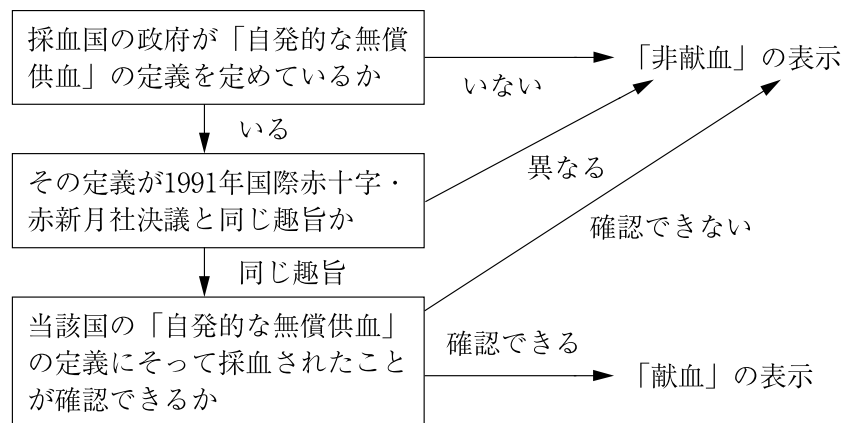 採血国の政府が「自発的な無償
供血」の定義を定めているか
いない
「非献血」の表示
いる
その定義が1991年国際赤十字・
赤新月社決議と同じ趣旨か
異なる
確認できない
同じ趣旨
当該国の「自発的な無償供血」
の定義にそって採血されたこと
が確認できるか
確認できる
「献血」の表示